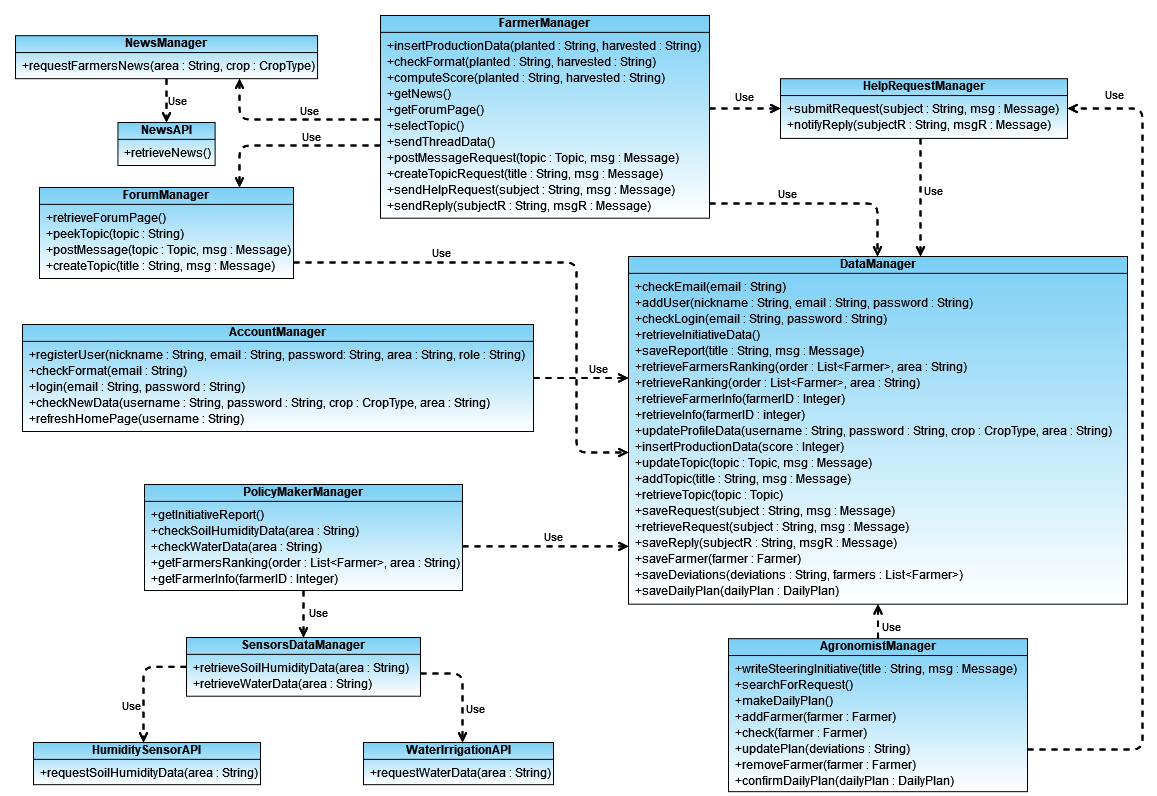 NewsManager
+requestFarmersNews(area : String, crop : CropType)
Use
NewsAPI
+retrieveNews()
FarmerManager
+insertProductionData(planted : String, harvested : String)
+checkFormat(planted : String, harvested : String)
+computeScore(planted : String, harvested : String)
+getNews()
+getForumPage()
+selectTopic()
+sendThreadData()
+postMessageRequest(topic : Topic, msg : Message)
+createTopicRequest(title : String, msg : Message)
+sendHelpRequest(subject : String, msg : Message)
+sendReply(subjectR : String, msgR : Message)
Use
Use
Use
Use
HelpRequestManager
+submitRequest(subject : String, msg : Message)
+notifyReply(subjectR : String, msgR : Message)
Use
Use
ForumManager
+retrieveForumPage()
+peekTopic(topic : String)
+postMessage(topic : Topic, msg : Message)
+createTopic(title : String, msg : Message)
Use
AccountManager
+registerUser(nickname : String, email : String, password: String, area : String, role : String)
+checkFormat(email : String)
+login(email : String, password : String)
+checkNewData(username : String, password : String, crop : CropType, area : String)
+refreshHomePage(username : String)
Use
DataManager
+checkEmail(email : String)
+addUser(nickname : String, email : String, password : String)
+checkLogin(email : String, password : String)
+retrieveInitiativeData()
+saveReport(title : String, msg : Message)
+retrieveFarmersRanking(order : List<Farmer>, area : String)
+retrieveRanking(order : List<Farmer>, area : String)
+retrieveFarmerInfo(farmerID : Integer)
+retrieveInfo(farmerID : integer)
+updateProfileData(username : String, password : String, crop : CropType, area : String)
+insertProductionData(score : Integer)
+updateTopic(topic : Topic, msg : Message)
+addTopic(title : String, msg : Message)
+retrieveTopic(topic : Topic)
+saveRequest(subject : String, msg : Message)
+retrieveRequest(subject : String, msg : Message)
+saveReply(subjectR : String, msgR : Message)
+saveFarmer(farmer : Farmer)
+saveDeviations(deviations : String, farmers : List<Farmer>)
+saveDailyPlan(dailyPlan : DailyPlan)
PolicyMakerManager
+getInitiativeReport()
+checkSoilHumidityData(area : String)
+checkWaterData(area : String)
+getFarmersRanking(order : List<Farmer>, area : String)
+getFarmerInfo(farmerID : Integer)
Use
Use
SensorsDataManager
+retrieveSoilHumidityData(area : String)
+retrieveWaterData(area : String)
Use
Use
HumiditySensorAPI
+requestSoilHumidityData(area : String)
WaterIrrigationAPI
+requestWaterData(area : String)
Use
AgronomistManager
+writeSteeringInitiative(title : String, msg : Message)
+searchForRequest()
+makeDailyPlan()
+addFarmer(farmer : Farmer)
+check(farmer : Farmer)
+updatePlan(deviations : String)
+removeFarmer(farmer : Farmer)
+confirmDailyPlan(dailyPlan : DailyPlan)